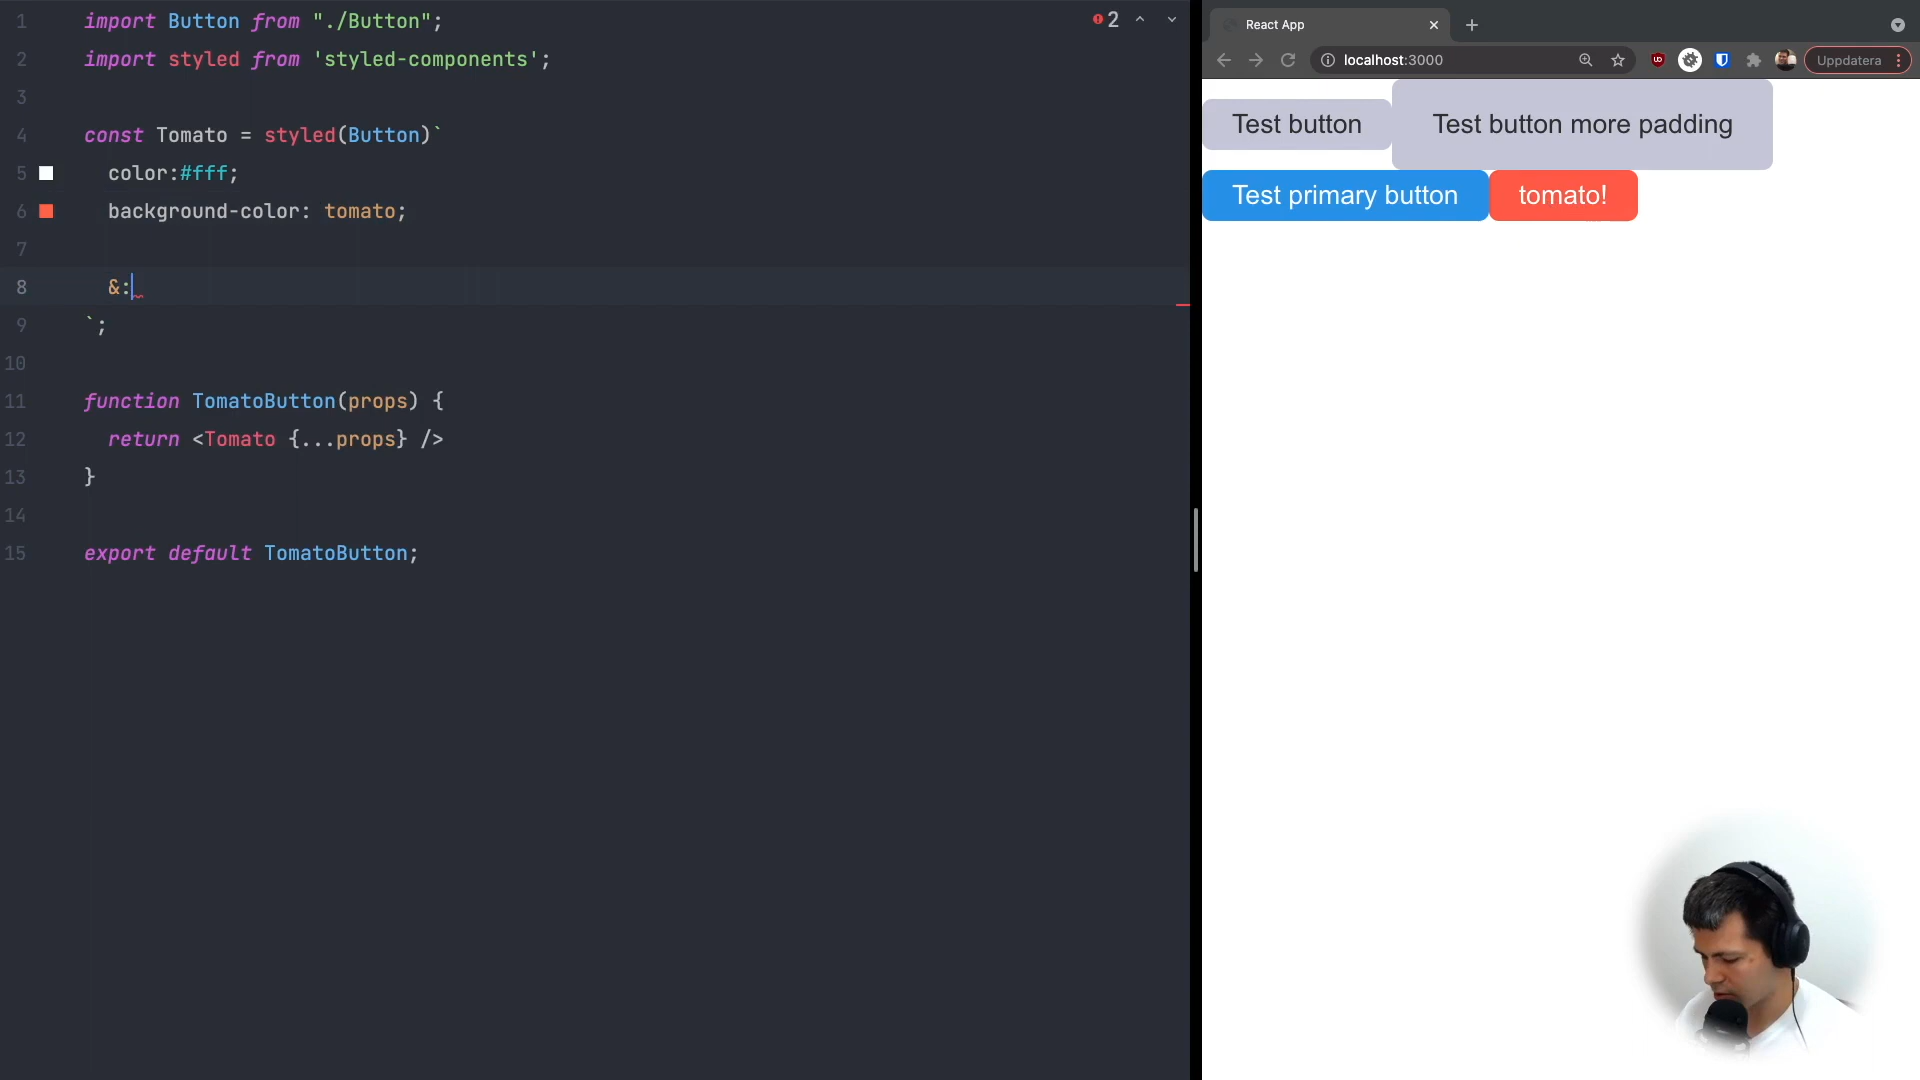 1 import Button from "./Button";
2 import styled from 'styled-components';
3
4 const Tomato = styled(Button)`
5 color:#fff;
6 background-color: tomato;
7
8 &:
9 `;
10
11 function TomatoButton(props) {
12 return <Tomato {...props} />
13 }
14
15 export default TomatoButton;
2
React App
localhost:3000
Uppdatera
Test button
Test button more padding
Test primary button
tomato!